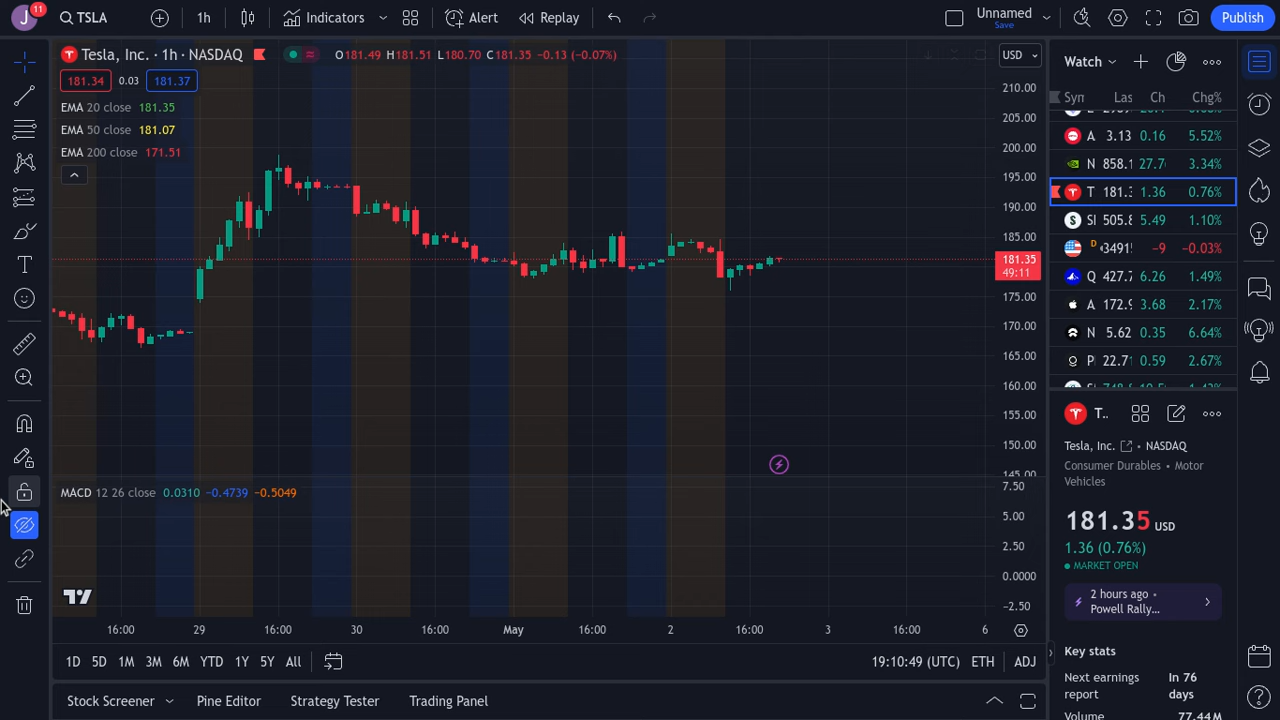 J 11 TSLA 1h Indicators Alert Replay Unnamed Save Publish
Tesla, Inc. · 1h · NASDAQ O181.49 H181.51 L180.70 C181.35 −0.13 (−0.07%) USD
181.34 0.03 181.37
EMA 20 close 181.35
EMA 50 close 181.07
EMA 200 close 171.51
210.00
205.00
200.00
195.00
190.00
185.00
181.35
49:11
175.00
170.00
165.00
160.00
155.00
150.00
145.00
MACD 12 26 close 0.0310 −0.4739 −0.5049
7.50
5.00
2.50
0.0000
−2.50
16:00 29 16:00 30 16:00 May 16:00 2 16:00 3 16:00 6
1D 5D 1M 3M 6M YTD 1Y 5Y All 19:10:49 (UTC) ETH ADJ
Stock Screener Pine Editor Strategy Tester Trading Panel
Watch
Syn Las Ch Chg%
A 3.13 0.16 5.52%
N 858.1 27.7 3.34%
T 181.3 1.36 0.76%
SI 505.8 5.49 1.10%
D 3491 −9 −0.03%
Q 427.7 6.26 1.49%
A 172.9 3.68 2.17%
N 5.62 0.35 6.64%
PI 22.71 0.59 2.67%
T..
Tesla, Inc. • NASDAQ
Consumer Durables • Motor
Vehicles
181.35 USD
1.36 (0.76%)
MARKET OPEN
2 hours ago •
Powell Rally...
Key stats
Next earnings
report
In 76
days
Volume 77.44M